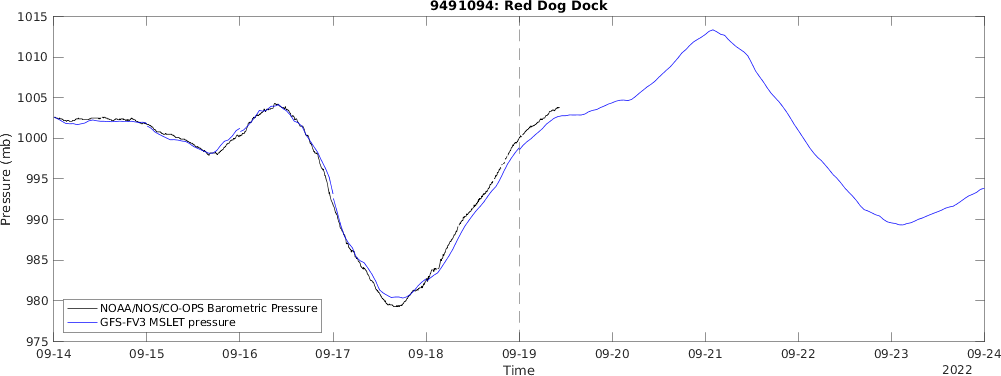 9491094: Red Dog Dock
1015
1010
1005
1000
995
990
985
980
975
Pressure (mb)
NOAA/NOS/CO-OPS Barometric Pressure
GFS-FV3 MSLET pressure
09-14 09-15 09-16 09-17 09-18 09-19 09-20 09-21 09-22 09-23 09-24
Time
2022